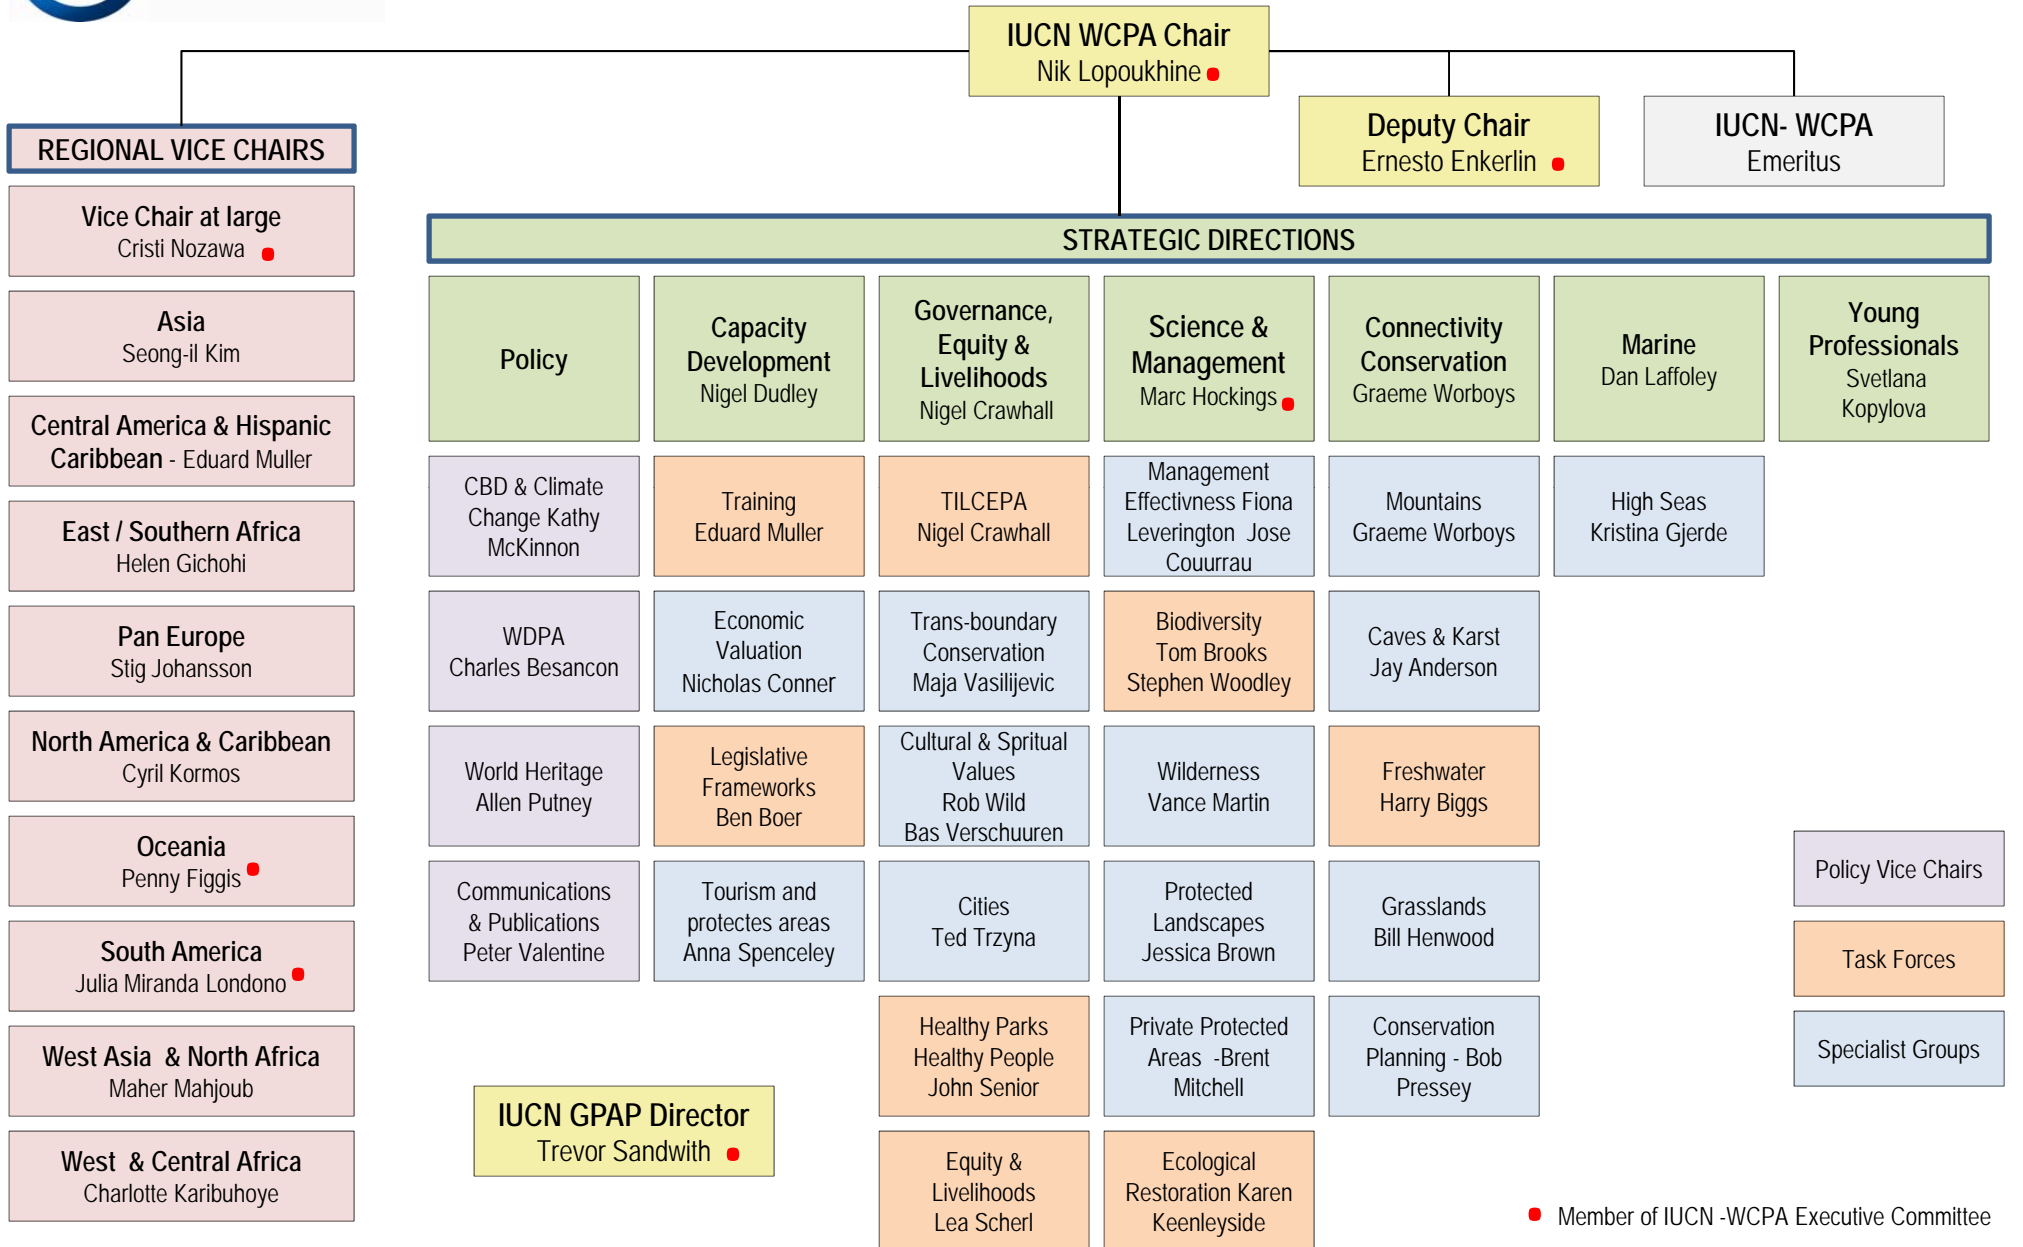 IUCN WCPA Chair
Nik Lopoukhine
Deputy Chair
Ernesto Enkerlin
IUCN- WCPA
Emeritus
REGIONAL VICE CHAIRS
Vice Chair at large
Cristi Nozawa
Asia
Seong-il Kim
Central America & Hispanic
Caribbean - Eduard Muller
East / Southern Africa
Helen Gichohi
Pan Europe
Stig Johansson
North America & Caribbean
Cyril Kormos
Oceania
Penny Figgis
South America
Julia Miranda Londono
West Asia & North Africa
Maher Mahjoub
West & Central Africa
Charlotte Karibuhoye
STRATEGIC DIRECTIONS
Policy
CBD & Climate
Change Kathy
McKinnon
WDPA
Charles Besancon
World Heritage
Allen Putney
Communications
& Publications
Peter Valentine
Capacity
Development
Nigel Dudley
Training
Eduard Muller
Economic
Valuation
Nicholas Conner
Legislative
Frameworks
Ben Boer
Tourism and
protectes areas
Anna Spenceley
Governance,
Equity &
Livelihoods
Nigel Crawhall
TILCEPA
Nigel Crawhall
Trans-boundary
Conservation
Maja Vasilijevic
Cultural & Spritual
Values
Rob Wild
Bas Verschuuren
Cities
Ted Trzyna
Healthy Parks
Healthy People
John Senior
Equity &
Livelihoods
Lea Scherl
Science &
Management
Marc Hockings
Management
Effectivness Fiona
Leverington Jose
Couurrau
Biodiversity
Tom Brooks
Stephen Woodley
Wilderness
Vance Martin
Protected
Landscapes
Jessica Brown
Private Protected
Areas -Brent
Mitchell
Ecological
Restoration Karen
Keenleyside
Connectivity
Conservation
Graeme Worboys
Mountains
Graeme Worboys
Caves & Karst
Jay Anderson
Freshwater
Harry Biggs
Grasslands
Bill Henwood
Conservation
Planning - Bob
Pressey
Marine
Dan Laffoley
High Seas
Kristina Gjerde
Young
Professionals
Svetlana
Kopylova
IUCN GPAP Director
Trevor Sandwith
Policy Vice Chairs
Task Forces
Specialist Groups
Member of IUCN -WCPA Executive Committee